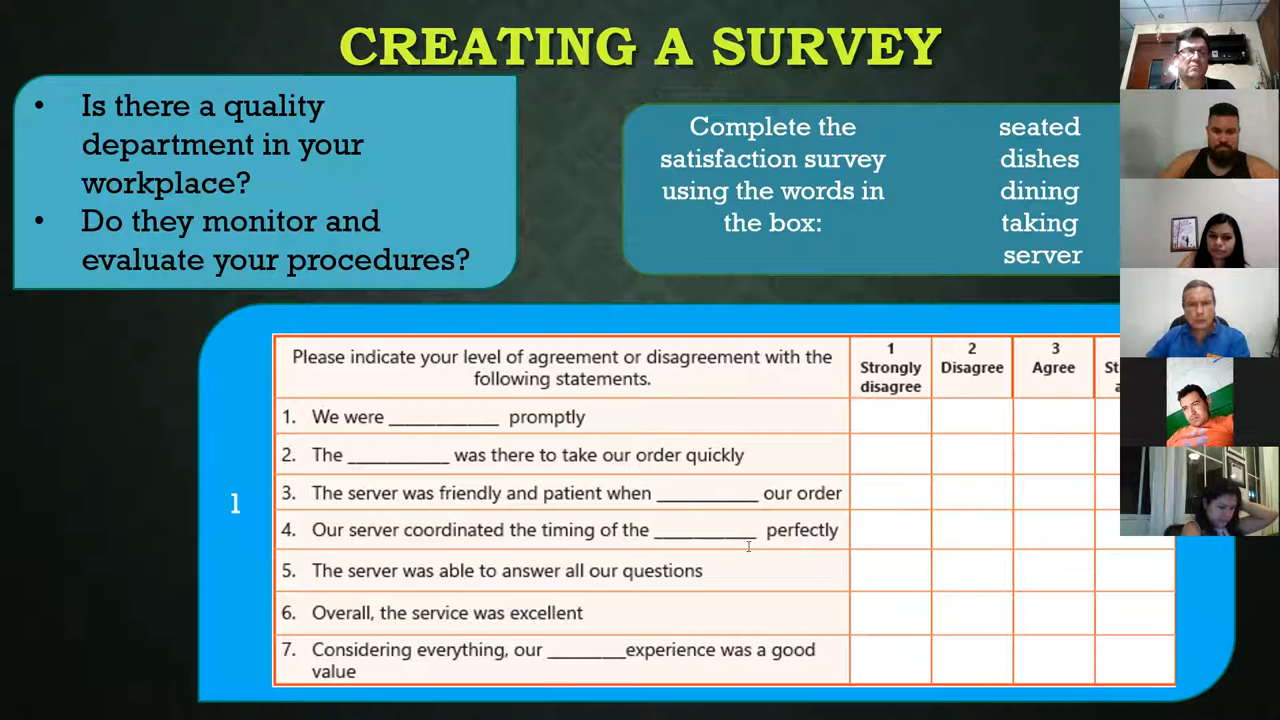 CREATING A SURVEY
• Is there a quality
department in your
workplace?
• Do they monitor and
evaluate your procedures?
Complete the
satisfaction survey
using the words in
the box:
seated
dishes
dining
taking
server
1
Please indicate your level of agreement or disagreement with the
following statements.
1
Strongly
disagree
2
Disagree
3
Agree
1. We were ____________ promptly
2. The ___________ was there to take our order quickly
3. The server was friendly and patient when ___________ our order
4. Our server coordinated the timing of the ___________ perfectly
5. The server was able to answer all our questions
6. Overall, the service was excellent
7. Considering everything, our ________experience was a good
value